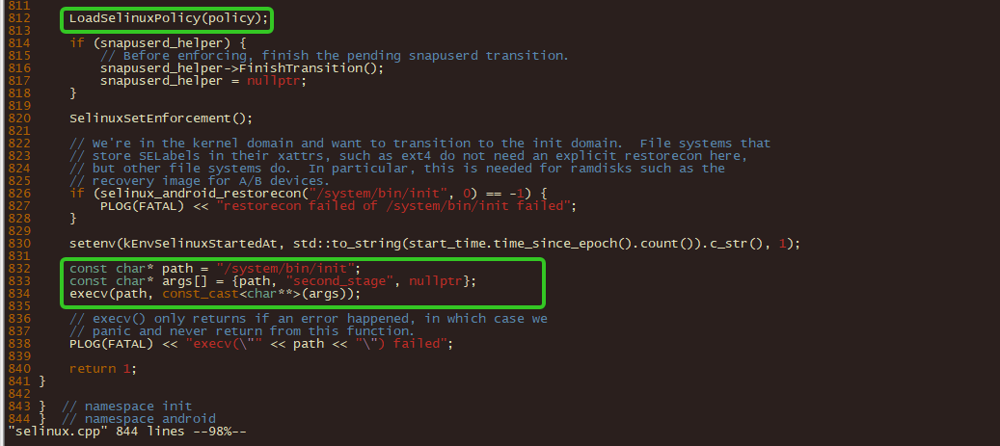 811
812     LoadSelinuxPolicy(policy);
813
814     if (snapuserd_helper) {
815         // Before enforcing, finish the pending snapuserd transition.
816         snapuserd_helper->FinishTransition();
817         snapuserd_helper = nullptr;
818     }
819
820     SelinuxSetEnforcement();
821
822     // We're in the kernel domain and want to transition to the init domain.  File systems that
823     // store SELabels in their xattrs, such as ext4 do not need an explicit restorecon here,
824     // but other file systems do.  In particular, this is needed for ramdisks such as the
825     // recovery image for A/B devices.
826     if (selinux_android_restorecon("/system/bin/init", 0) == -1) {
827         PLOG(FATAL) << "restorecon failed of /system/bin/init failed";
828     }
829
830     setenv(kEnvSelinuxStartedAt, std::to_string(start_time.time_since_epoch().count()).c_str(), 1);
831
832     const char* path = "/system/bin/init";
833     const char* args[] = {path, "second_stage", nullptr};
834     execv(path, const_cast<char**>(args));
835
836     // execv() only returns if an error happened, in which case we
837     // panic and never return from this function.
838     PLOG(FATAL) << "execv(\"" << path << "\") failed";
839
840     return 1;
841 }
842
843 }  // namespace init
844 }  // namespace android
"selinux.cpp" 844 lines --98%--